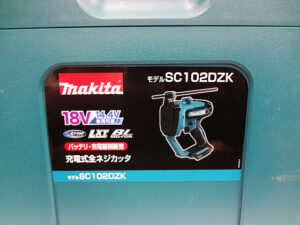 makita
モデルSC102DZK
18V 14.4V
LXT BL
バッテリ・充電器別販売
充電式全ネジカッタ
モデルSC102DZK